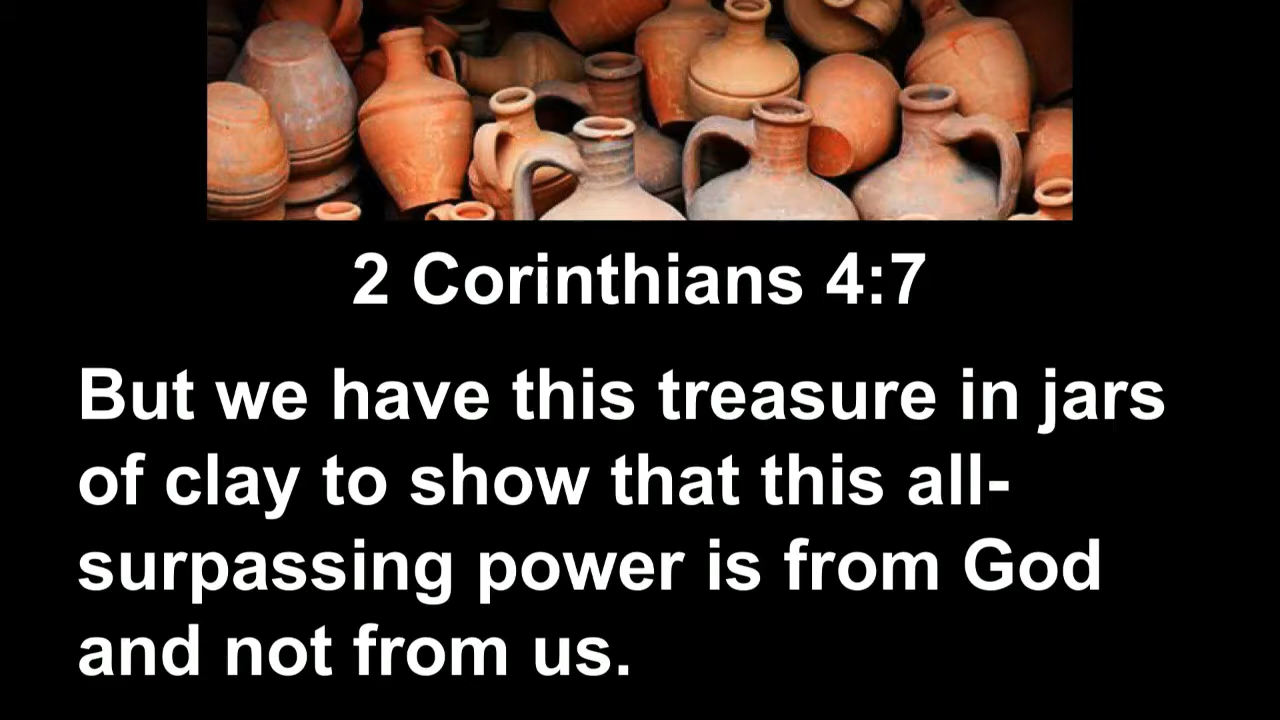 2 Corinthians 4:7
But we have this treasure in jars
of clay to show that this all-
surpassing power is from God
and not from us.